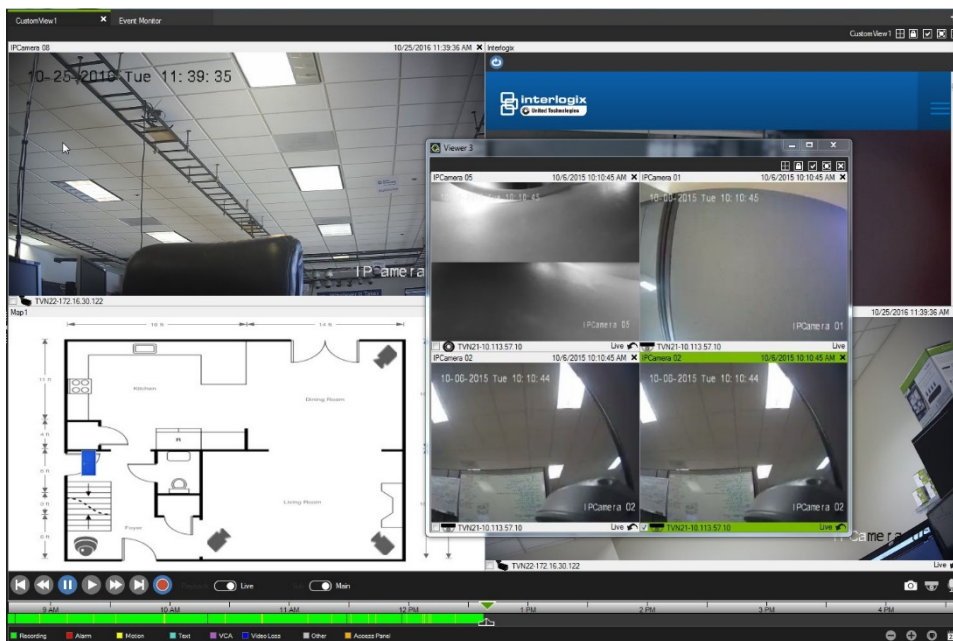 CustomView1 × Event Monitor
CustomView1
IPCamera 08 10/25/2016 11:39:36 AM × Interlogix
10-25-2016 Tue 11:39:35
interlogix
United Technologies
Viewer 3
IPCamera 05 10/6/2015 10:10:45 AM × IPCamera 01 10/6/2015 10:10:45 AM ×
10-06-2015 Tue 10:10:45
IPCamera
IPCamera 05 IPCamera 01
TVN22-172.16.30.122
Map1 10/25/2016 11:39:36 AM
TVN21-10.113.57.10 Live TVN21-10.113.57.10 Live
IPCamera 02 10/6/2015 10:10:45 AM × IPCamera 02 10/6/2015 10:10:45 AM ×
10-06-2015 Tue 10:10:44 10-06-2015 Tue 10:10:44
Kitchen
Dining Room
R
Living Room
Foyer
IPCamera 02 IPCamera 02
TVN21-10.113.57.10 Live TVN21-10.113.57.10 Live
TVN22-172.16.30.122 Live
Live Main
9 AM 10 AM 11 AM 12 PM 1 PM 2 PM 3 PM 4 PM
Recording Alarm Motion Text VCA Video Loss Other Access Panel